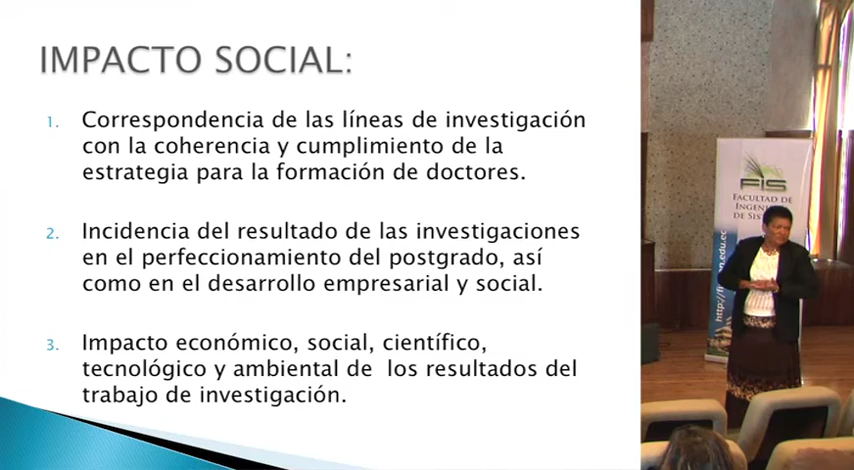 IMPACTO SOCIAL:
1. Correspondencia de las líneas de investigación
con la coherencia y cumplimiento de la
estrategia para la formación de doctores.
2. Incidencia del resultado de las investigaciones
en el perfeccionamiento del postgrado, así
como en el desarrollo empresarial y social.
3. Impacto económico, social, científico,
tecnológico y ambiental de los resultados del
trabajo de investigación.
FIS
FACULTAD DE
DE